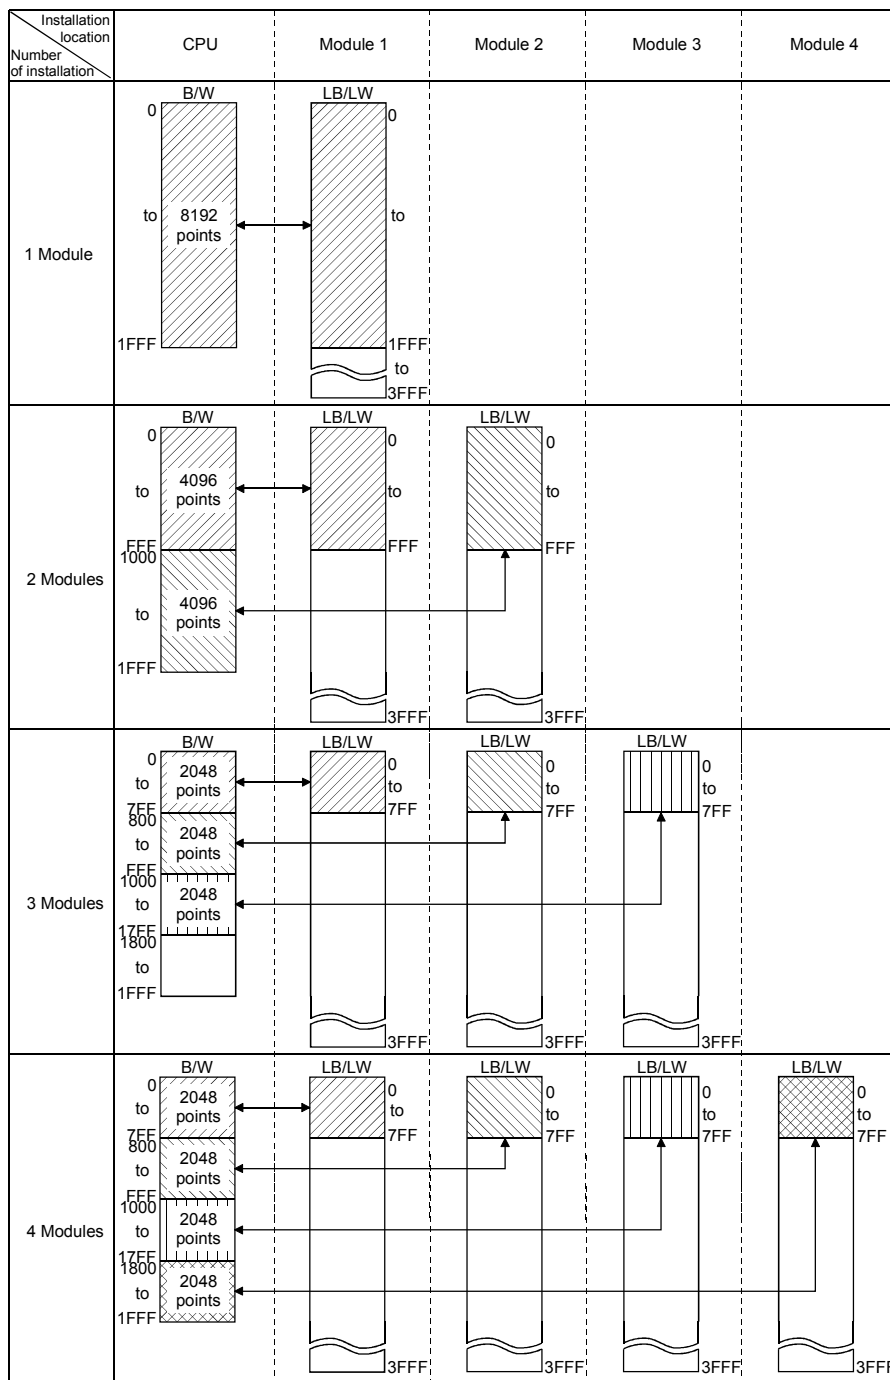 Installation
location
Number
of installation
CPU
Module 1
Module 2
Module 3
Module 4
1 Module
B/W
0
to
1FFF
8192
points
LB/LW
0
to
1FFF
to
3FFF
2 Modules
B/W
0
to
FFF
4096
points
1000
to
1FFF
4096
points
LB/LW
0
to
FFF
3FFF
LB/LW
0
to
FFF
3FFF
3 Modules
B/W
0
to
7FF
2048
points
800
to
FFF
2048
points
1000
to
17FF
2048
points
1800
to
1FFF
LB/LW
0
to
7FF
3FFF
LB/LW
0
to
7FF
3FFF
LB/LW
0
to
7FF
3FFF
4 Modules
B/W
0
to
7FF
2048
points
800
to
FFF
2048
points
1000
to
17FF
2048
points
1800
to
1FFF
2048
points
LB/LW
0
to
7FF
3FFF
LB/LW
0
to
7FF
3FFF
LB/LW
0
to
7FF
3FFF
LB/LW
0
to
7FF
3FFF